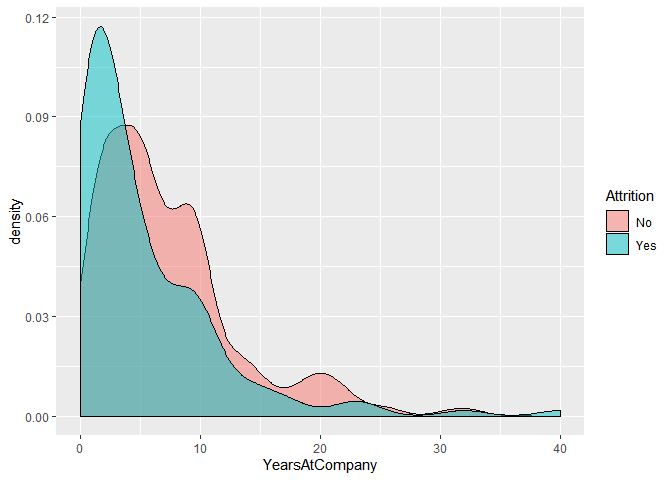 0.12
0.09
0.06
0.03
0.00
density
0 10 20 30 40
YearsAtCompany
Attrition
No
Yes